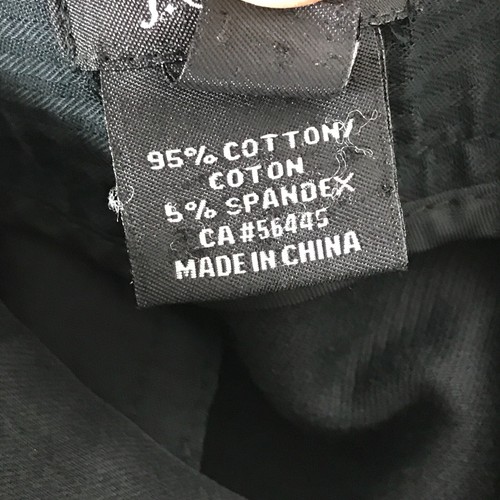 J.
95% COTTON/
COTON
5% SPANDEX
CA #56445
MADE IN CHINA